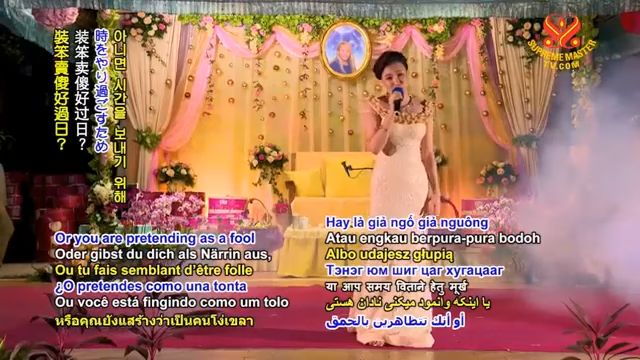 아니면 시간을 보내기 위해
時をやり過ごすため
装笨卖傻好过日？
裝笨賣傻好過日？
SUPREME MASTER
TV.COM
Or you are pretending as a fool
Oder gibst du dich als Närrin aus,
Ou tu fais semblant d'être folle
¿O pretendes como una tonta
Ou você está fingindo como um tolo
หรือคุณยังแสร้งว่าเป็นคนโง่เขลา
Hay là giả ngố giả nguông
Atau engkau berpura-pura bodoh
Albo udajesz głupią
Тэнэг юм шиг цаг хугацааг
या आप समय बिताने हेतु मूर्ख
یا اینکه وانمود میکنی نادان هستی
أو أنك تتظاهرين بالحمق